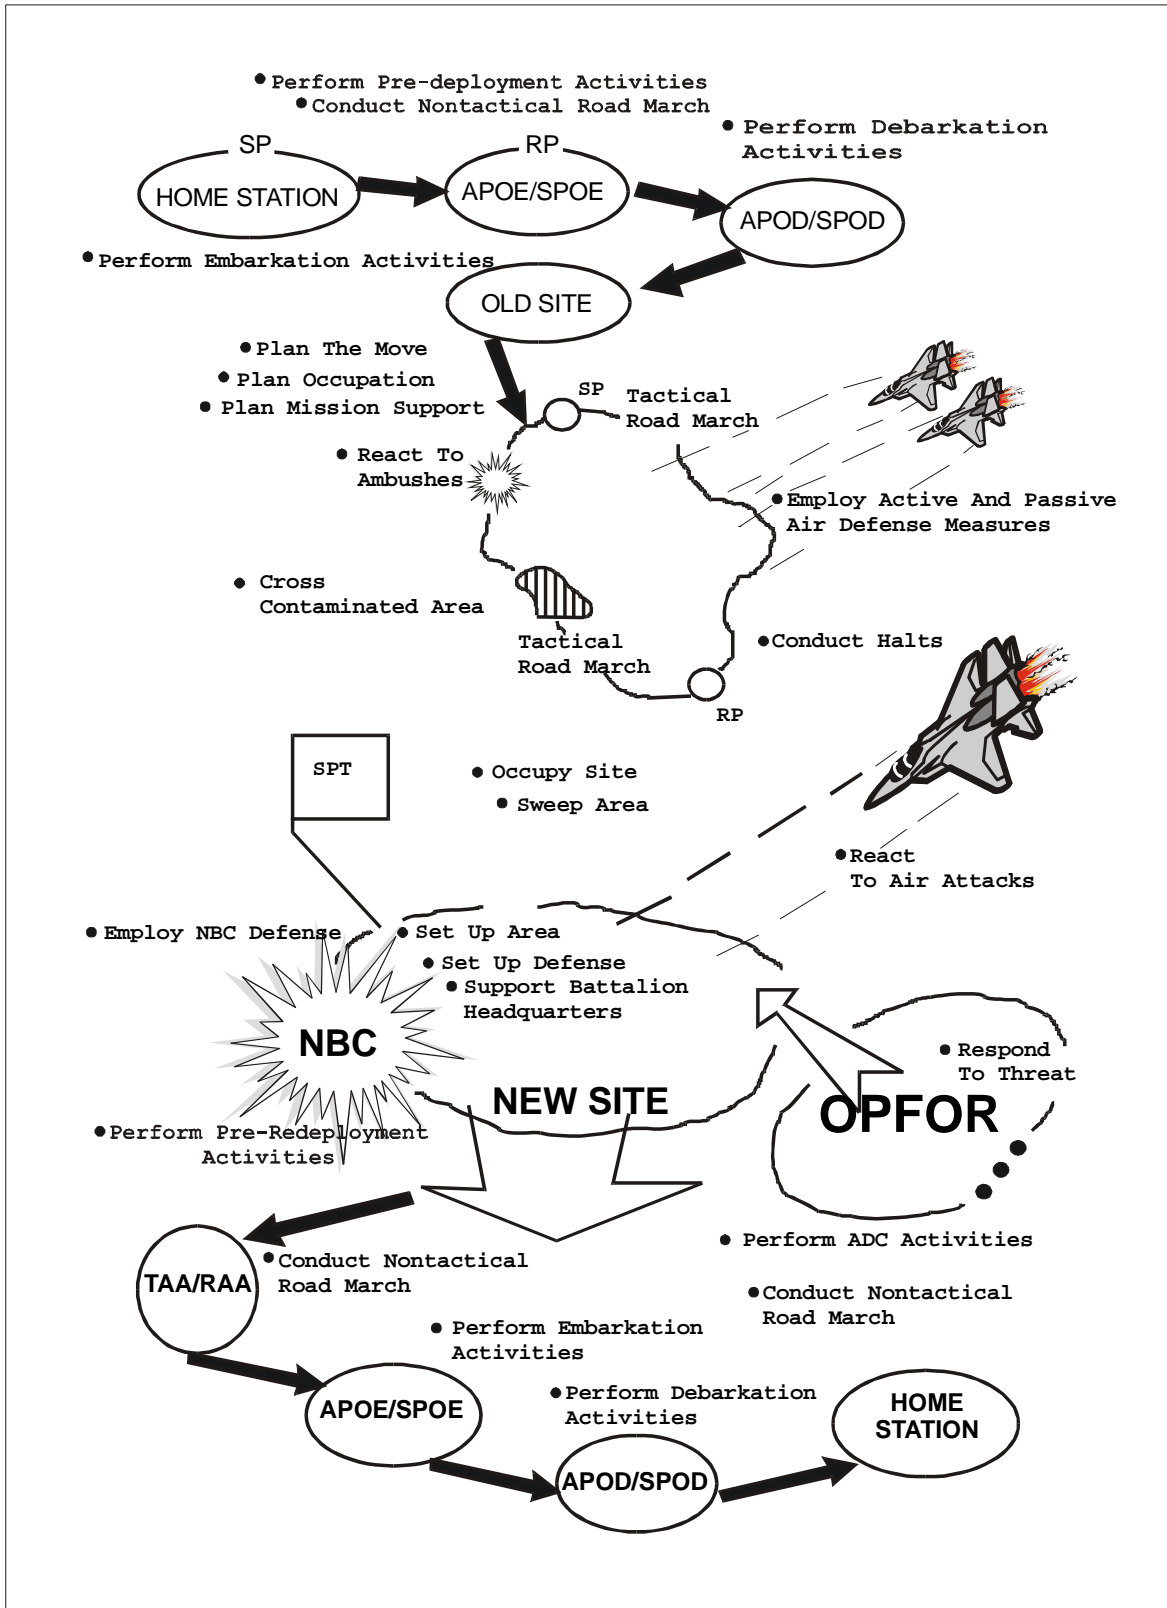 ● Perform Pre-deployment Activities
● Conduct Nontactical Road March
● Perform Debarkation
Activities
SP
RP
HOME STATION
APOE/SPOE
APOD/SPOD
● Perform Embarkation Activities
OLD SITE
● Plan The Move
● Plan Occupation
● Plan Mission Support
SP
Tactical
Road March
● React To
Ambushes
● Employ Active And Passive
Air Defense Measures
● Cross
Contaminated Area
Tactical
Road March
● Conduct Halts
RP
SPT
● Occupy Site
● Sweep Area
● React
To Air Attacks
● Employ NBC Defense
● Set Up Area
● Set Up Defense
● Support Battalion
Headquarters
NBC
● Respond
To Threat
NEW SITE
OPFOR
● Perform Pre-Redeployment
Activities
● Perform ADC Activities
● Conduct Nontactical
Road March
TAA/RAA
● Conduct Nontactical
Road March
● Perform Embarkation
Activities
APOE/SPOE
● Perform Debarkation
Activities
HOME
STATION
APOD/SPOD